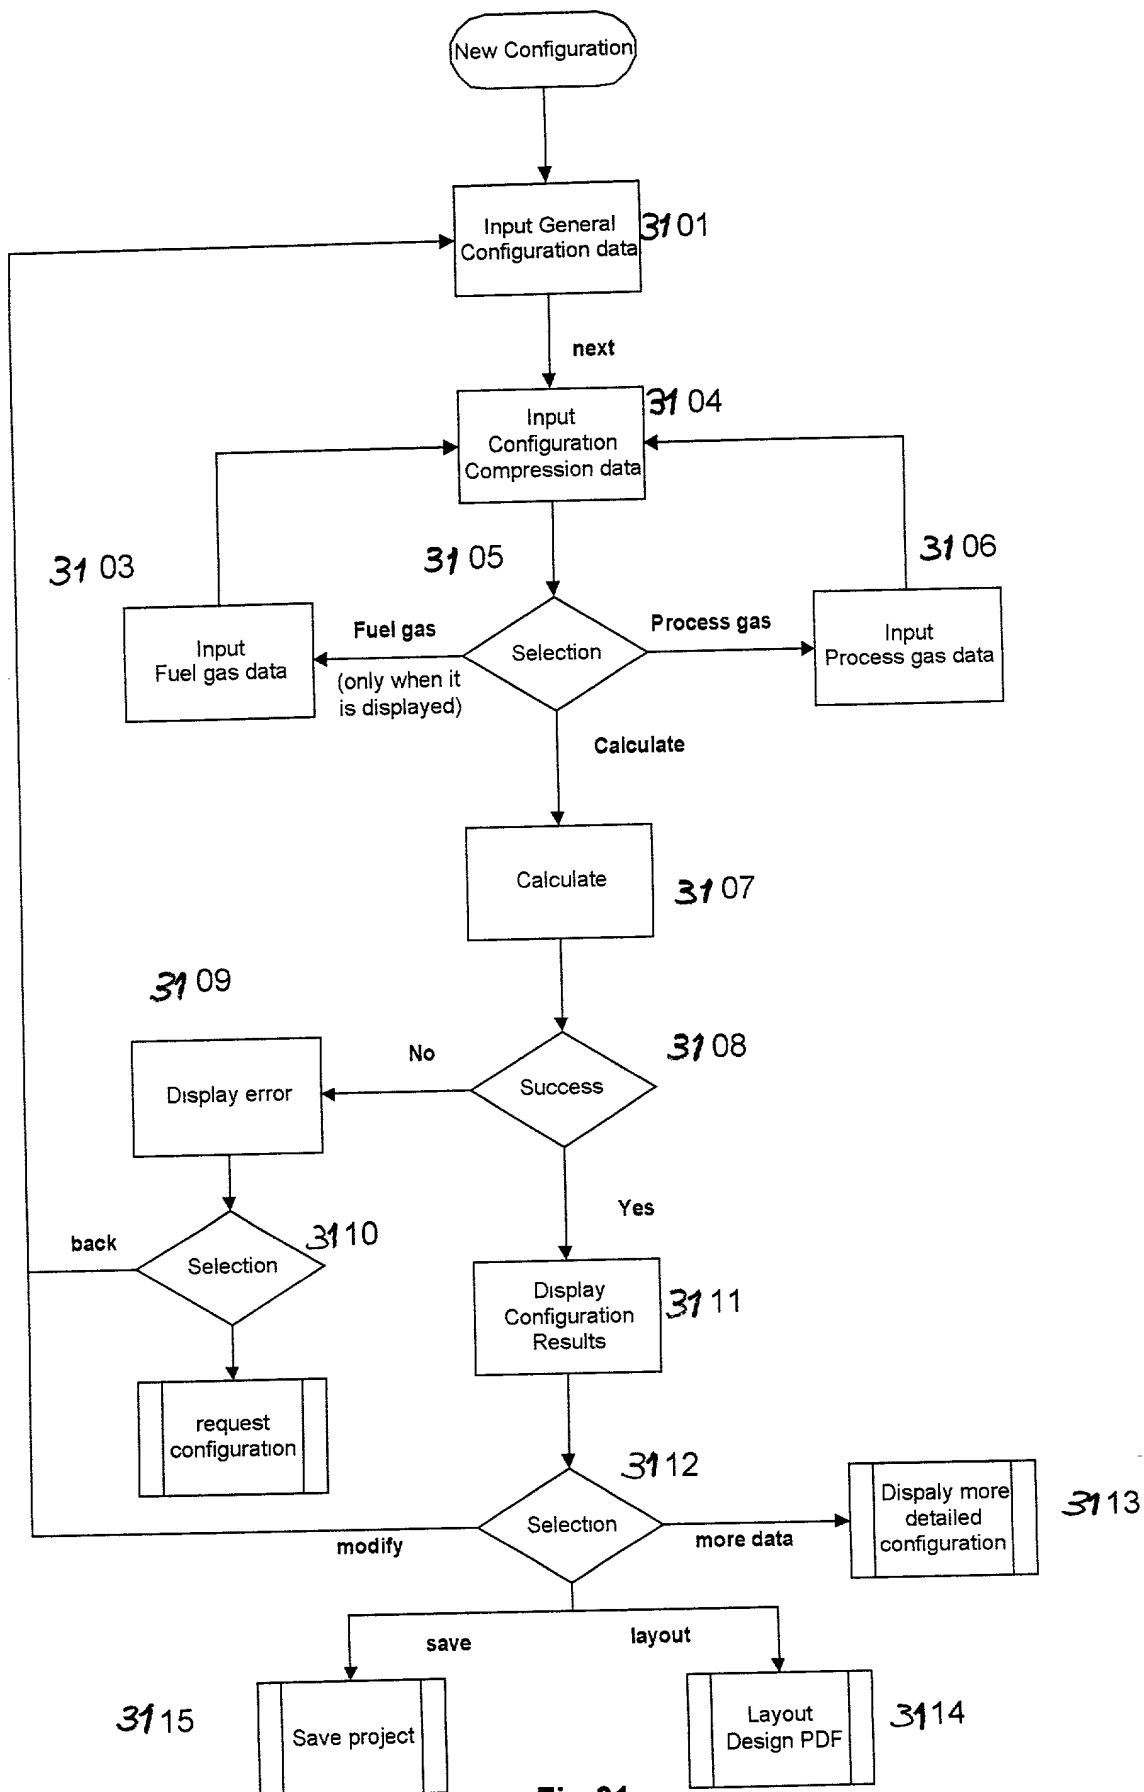 New Configuration
Input General
Configuration data
3101
next
Input
Configuration
Compression data
3104
3103
3105
3106
Input
Fuel gas data
Fuel gas
(only when it
is displayed)
Selection
Process gas
Input
Process gas data
Calculate
Calculate
3107
3109
No
3108
Display error
Success
Yes
back
Selection
3110
Display
Configuration
Results
3111
request
configuration
3112
modify
Selection
more data
Dispaly more
detailed
configuration
3113
save
layout
3115
Save project
Layout
Design PDF
3114